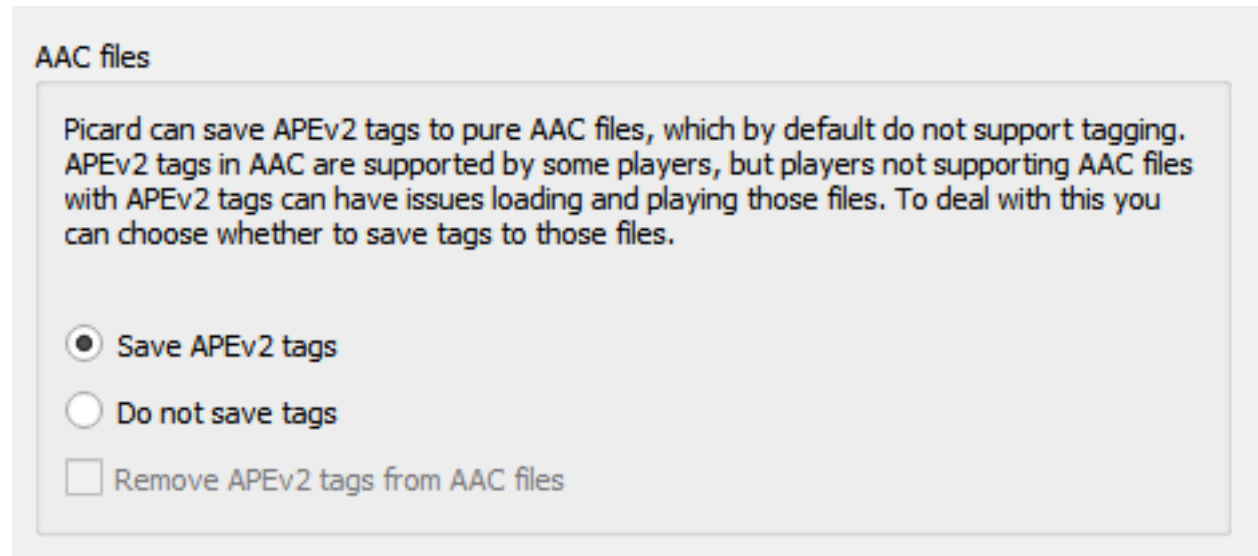 AAC files
Picard can save APEv2 tags to pure AAC files, which by default do not support tagging.
APEv2 tags in AAC are supported by some players, but players not supporting AAC files
with APEv2 tags can have issues loading and playing those files. To deal with this you
can choose whether to save tags to those files.
Save APEv2 tags
Do not save tags
Remove APEv2 tags from AAC files